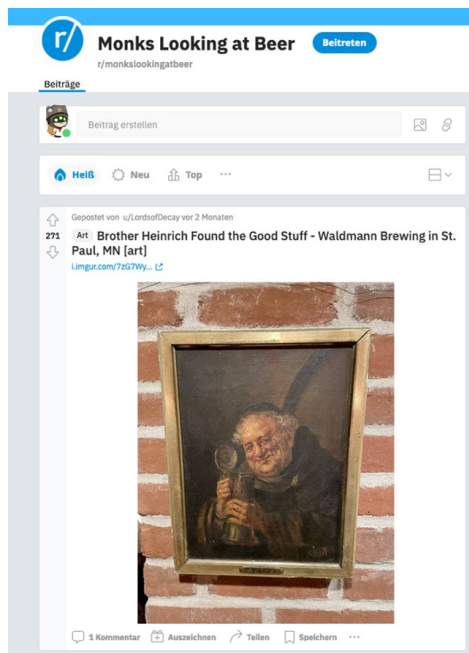 r/
Monks Looking at Beer
Beitreten
r/monkslookingatbeer
Beiträge
Beitrag erstellen
Heiß
Neu
Top
Gepostet von u/LordsofDecay vor 2 Monaten
271
Art Brother Heinrich Found the Good Stuff - Waldmann Brewing in St.
Paul, MN [art]
i.imgur.com/7zG7Wy...
1 Kommentar
Auszeichnen
Teilen
Speichern